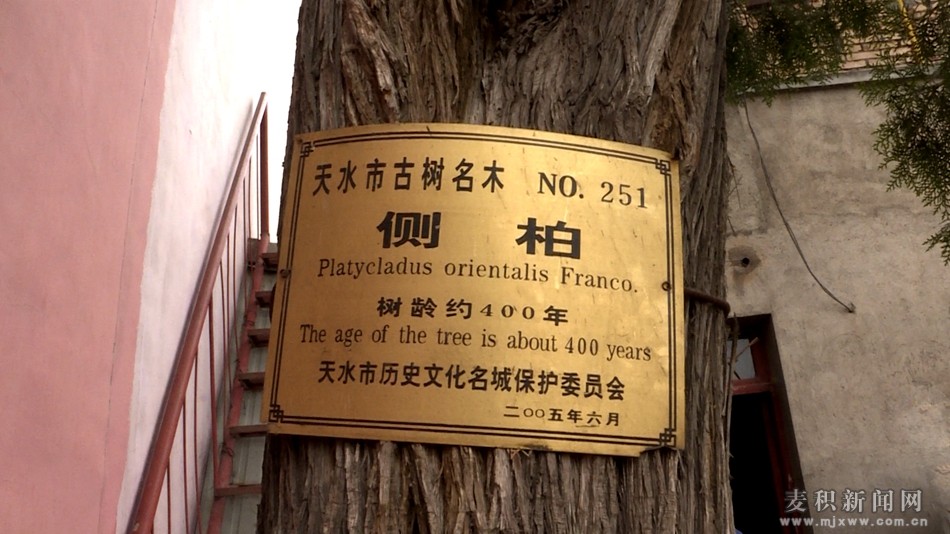 天水市古树名木 NO. 251
侧 柏
Platycladus orientalis Franco.
树龄约400年
The age of the tree is about 400 years
天水市历史文化名城保护委员会
二〇〇五年六月
麦积新闻网
www.mjxww.com.cn